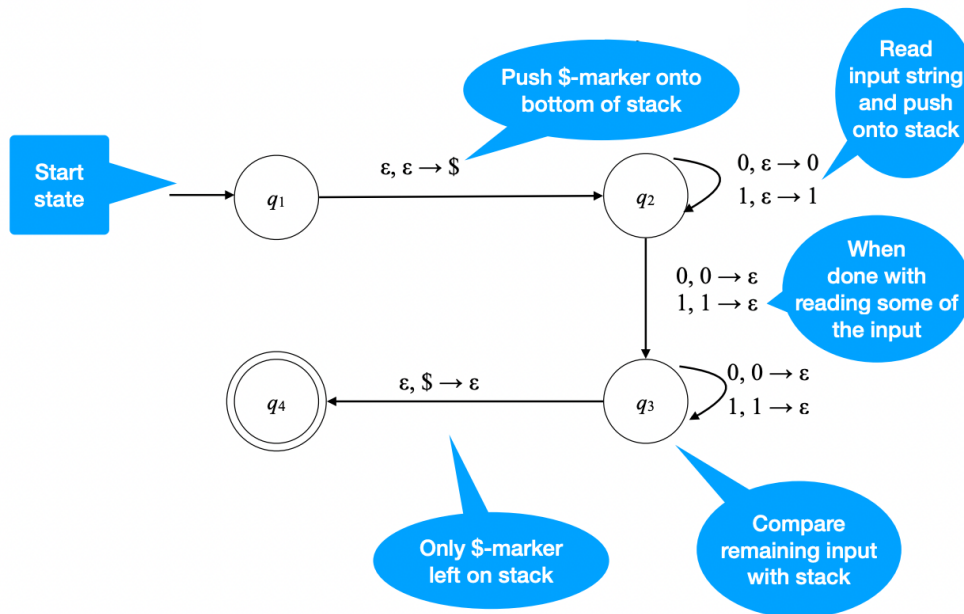 Push $-marker onto
bottom of stack
Read
input string
and push
onto stack
Start
state
ε, ε → $
q1
q2
0, ε → 0
1, ε → 1
0, 0 → ε
1, 1 → ε
When
done with
reading some of
the input
q4
ε, $ → ε
q3
0, 0 → ε
1, 1 → ε
Only $-marker
left on stack
Compare
remaining input
with stack